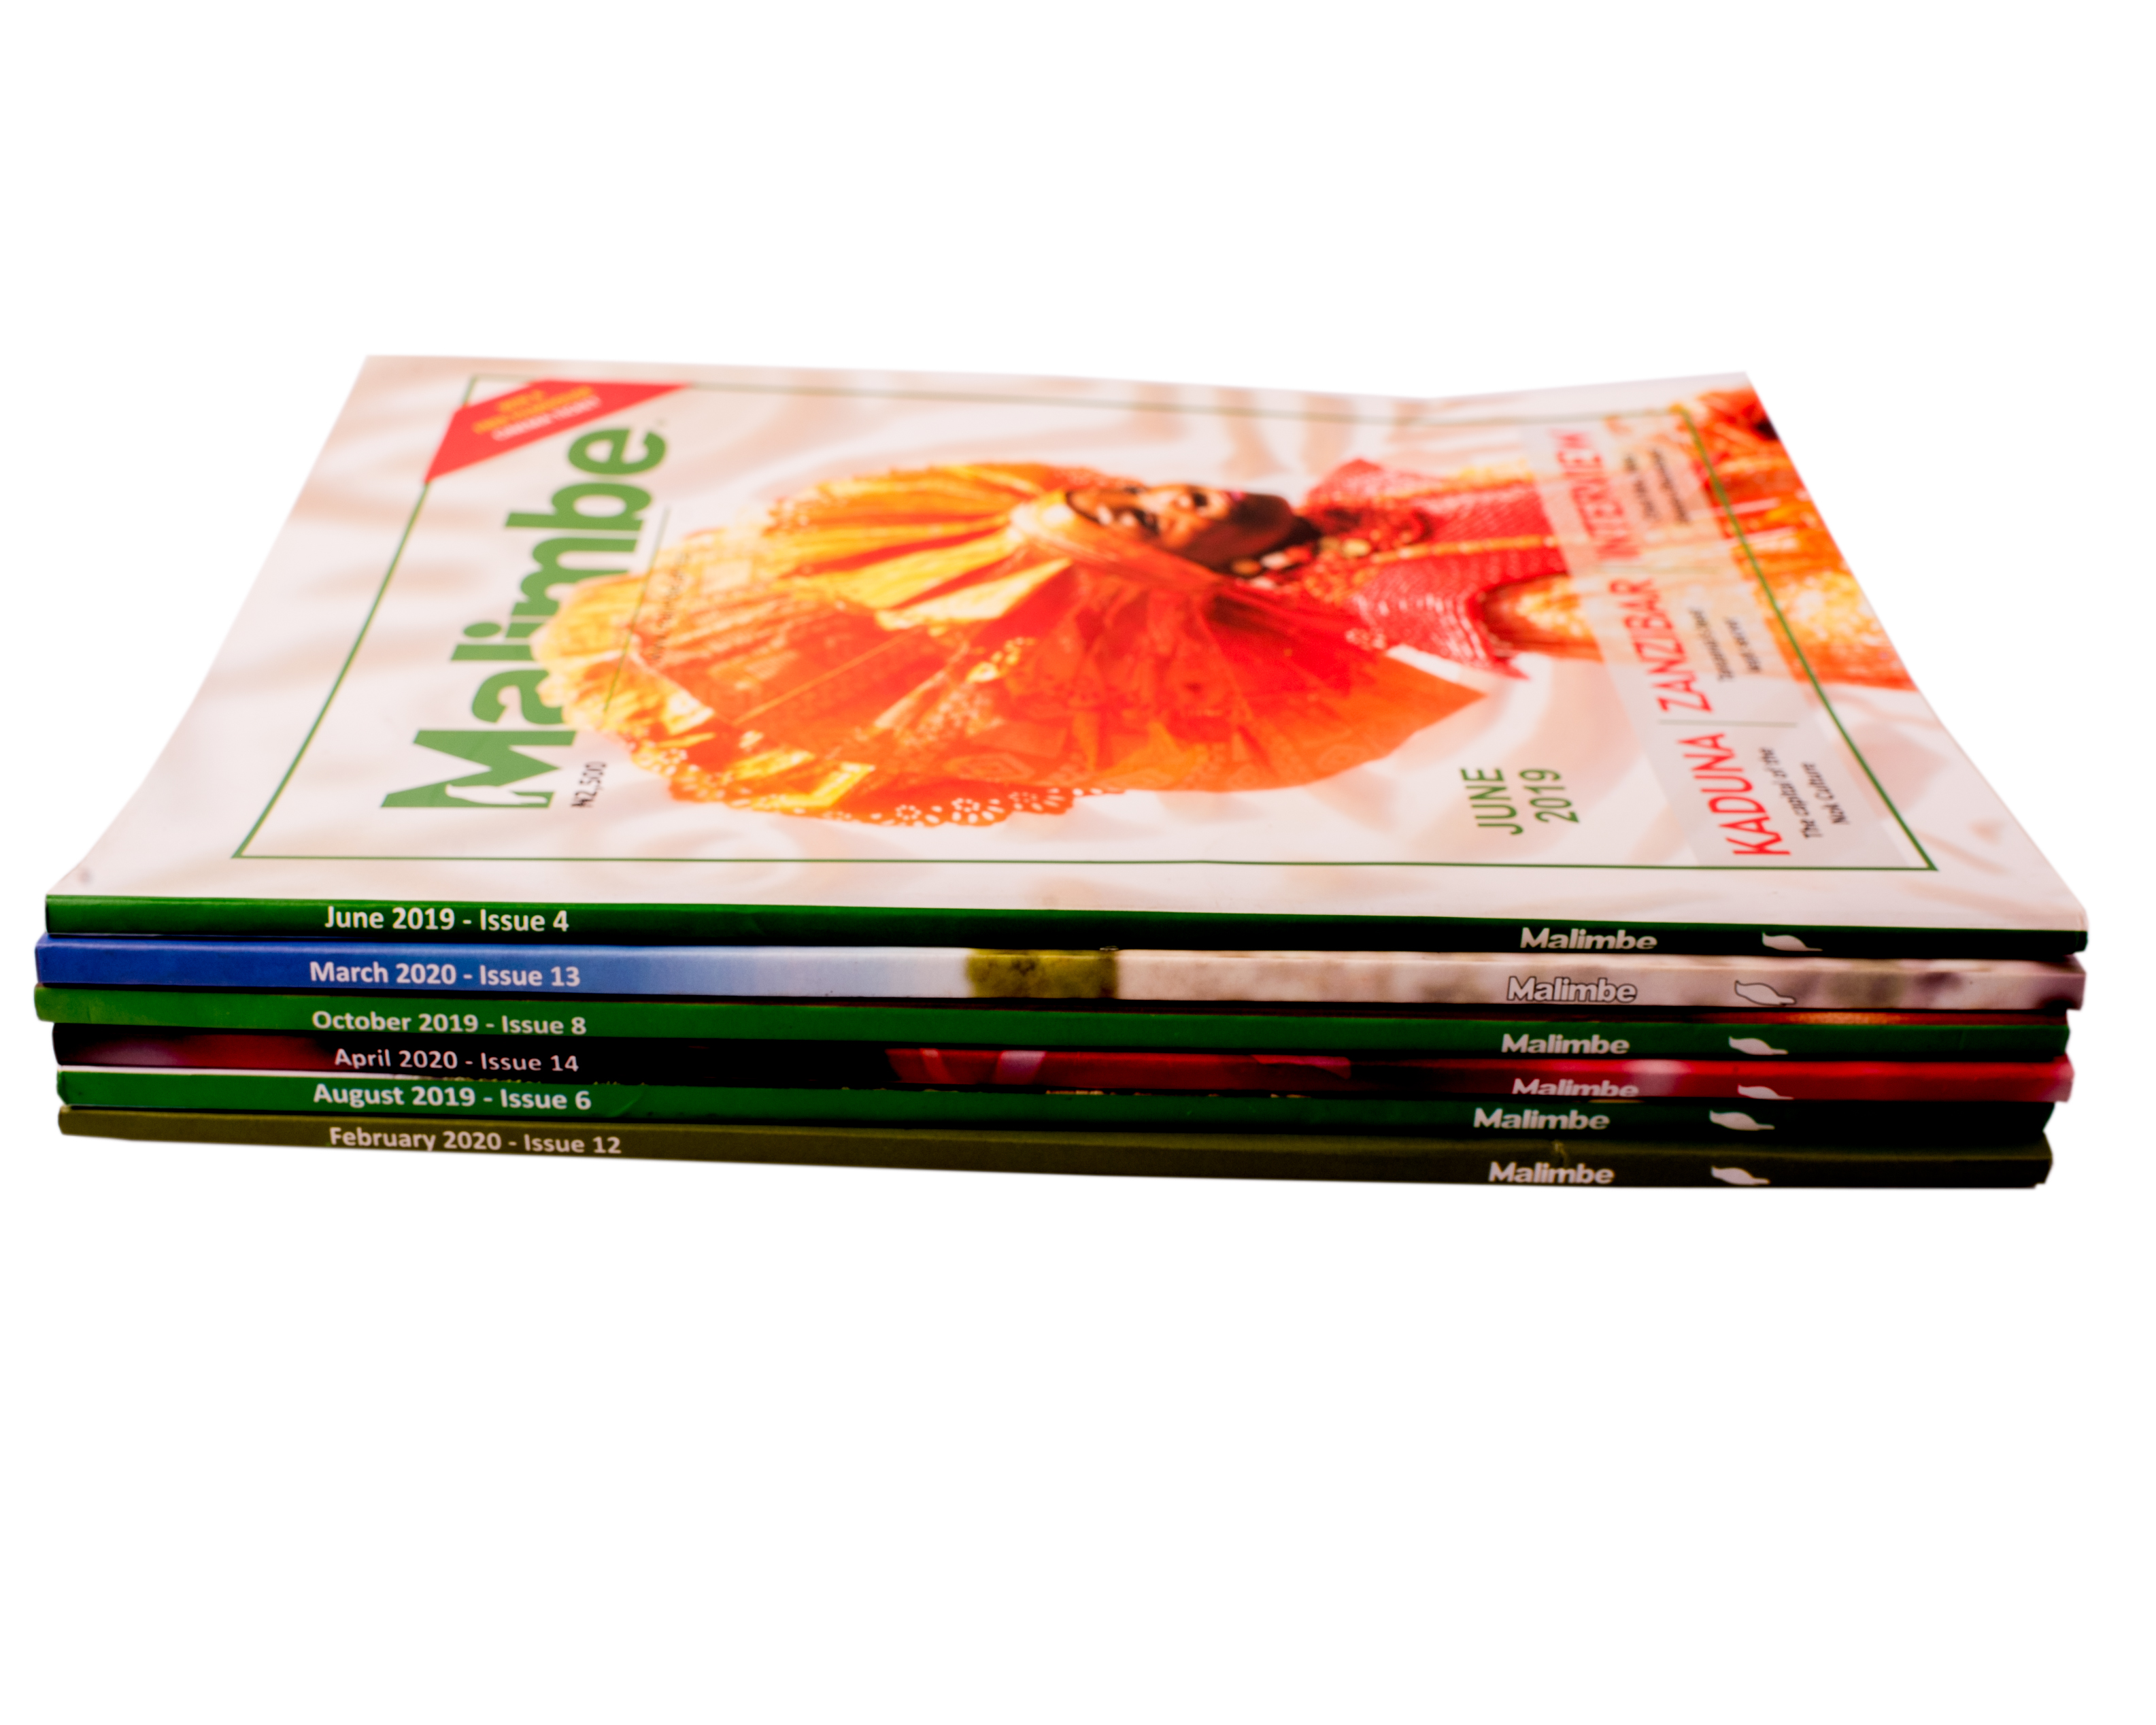 Malimbe
₦2,500
JUNE
2019
KADUNA
The capital of the
Nok Culture
ZANZIBAR
INTERVIEW
June 2019 - Issue 4
Malimbe
March 2020 - Issue 13
Malimbe
October 2019 - Issue 8
Malimbe
April 2020 - Issue 14
Malimbe
August 2019 - Issue 6
Malimbe
February 2020 - Issue 12
Malimbe